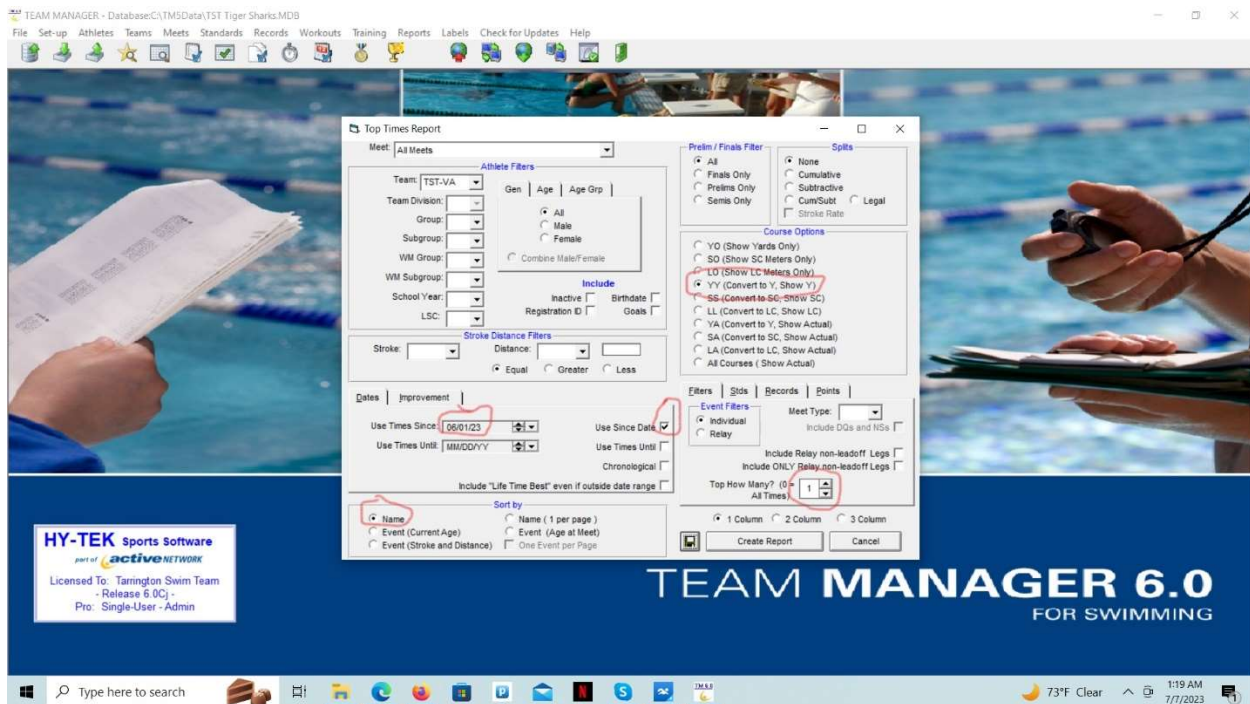 TEAM MANAGER - Database:C:\TM5Data\TST Tiger Sharks.MDB
File Set-up Athletes Teams Meets Standards Records Workouts Training Reports Labels Check for Updates Help
Top Times Report
Meet: All Meets
Athlete Filters
Team: TST-VA
Team Division:
Group:
Subgroup:
WM Group:
WM Subgroup:
School Year:
LSC:
Gen Age Age Grp
All
Male
Female
Combine Male/Female
Include
Inactive Birthdate
Registration ID Goals
Stroke Distance Filters
Stroke: Distance:
Equal Greater Less
Dates Improvement
Use Times Since: 06/01/23 Use Since Date
Use Times Until: MM/DD/YY Use Times Until
Chronological
Include "Life Time Best" even if outside date range
Sort by
Name Name ( 1 per page )
Event (Current Age) Event (Age at Meet)
Event (Stroke and Distance) One Event per Page
Prelim / Finals Filter
All
Finals Only
Prelims Only
Semis Only
Splits
None
Cumulative
Subtractive
Cum/Subt Legal
Stroke Rate
Course Options
YO (Show Yards Only)
SO (Show SC Meters Only)
LO (Show LC Meters Only)
YY (Convert to Y, Show Y)
SS (Convert to SC, Show SC)
LL (Convert to LC, Show LC)
YA (Convert to Y, Show Actual)
SA (Convert to SC, Show Actual)
LA (Convert to LC, Show Actual)
All Courses ( Show Actual)
Filters Stds Records Points
Event Filters
Individual
Relay
Meet Type:
Include DQs and NSs
Include Relay non-leadoff Legs
Include ONLY Relay non-leadoff Legs
Top How Many? (0 = 1
All Times)
1 Column 2 Column 3 Column
Create Report Cancel
HY-TEK Sports Software
part of active NETWORK
Licensed To: Tarrington Swim Team
- Release 6.0Cj -
Pro: Single-User - Admin
TEAM MANAGER 6.0
FOR SWIMMING
Type here to search
TM 6.0
73°F Clear
1:19 AM
7/7/2023